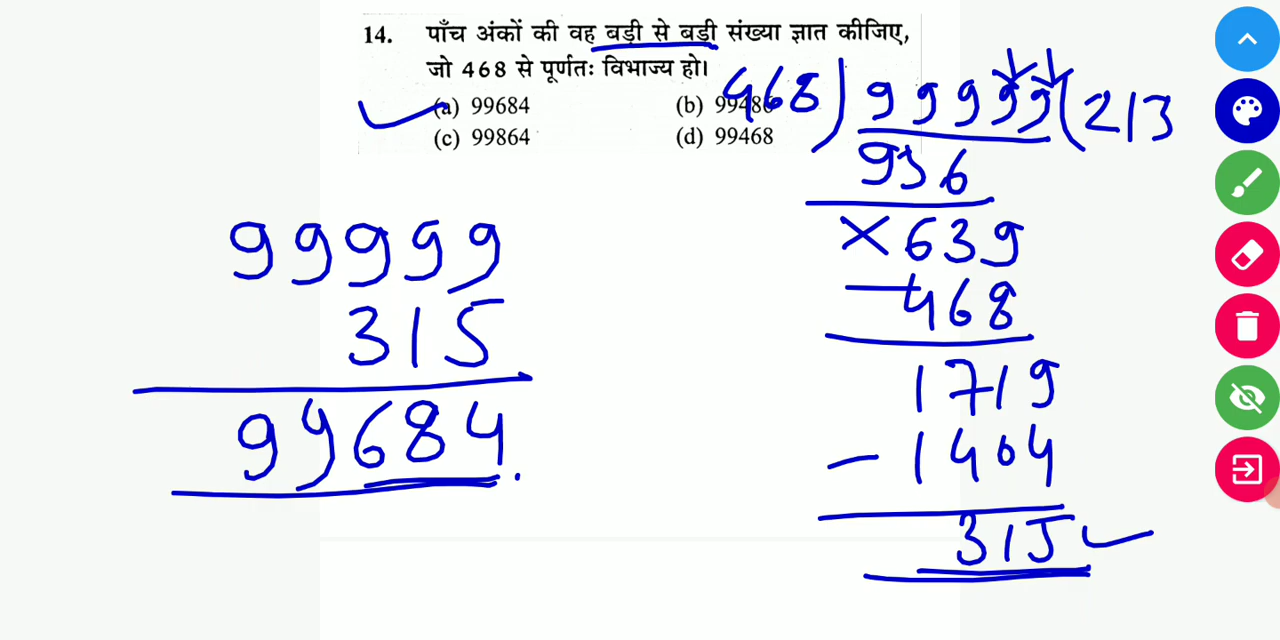 14. पाँच अंकों की वह बड़ी से बड़ी संख्या ज्ञात कीजिए,
जो 468 से पूर्णतः विभाज्य हो।
(a) 99684 (b) 99486
(c) 99864 (d) 99468
468) 99999 (213
936
× 639
- 468
1719
- 1404
315
99999
315
99684.